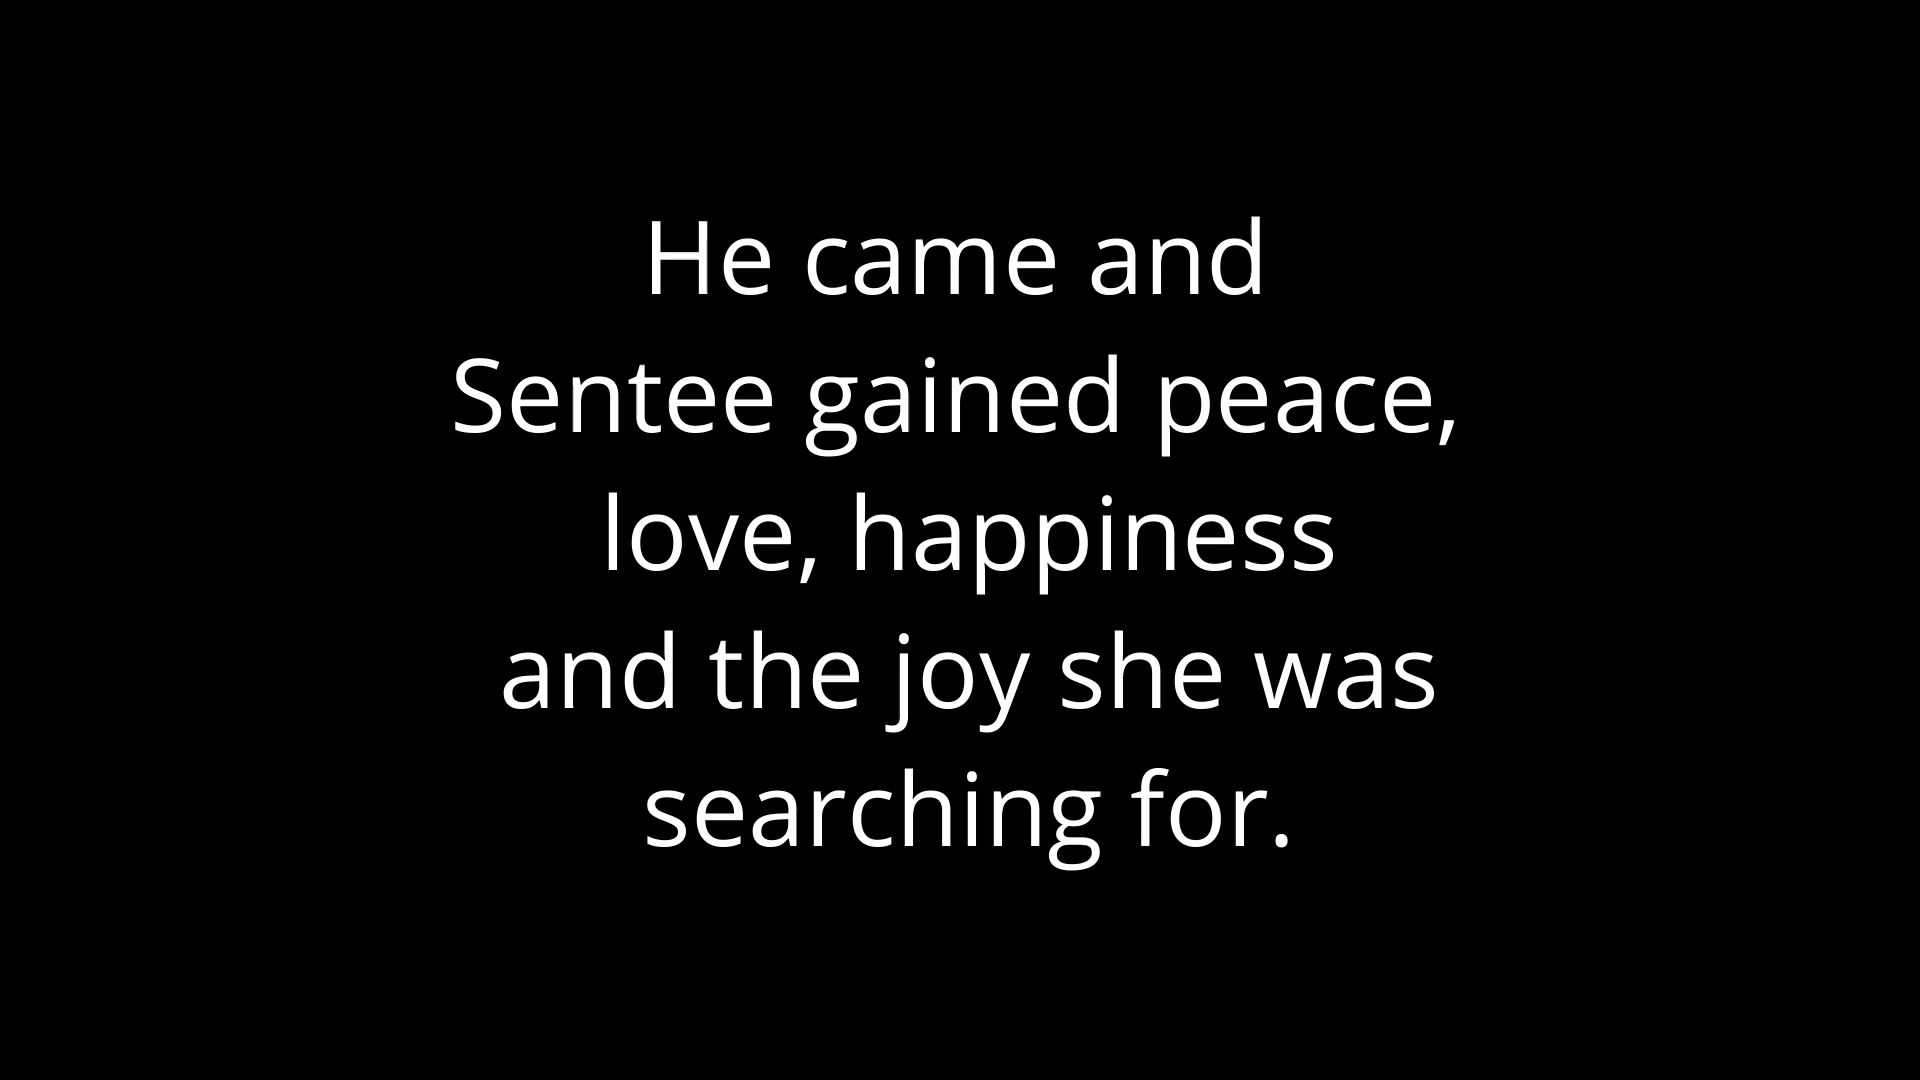 He came and
Sentee gained peace,
love, happiness
and the joy she was
searching for.